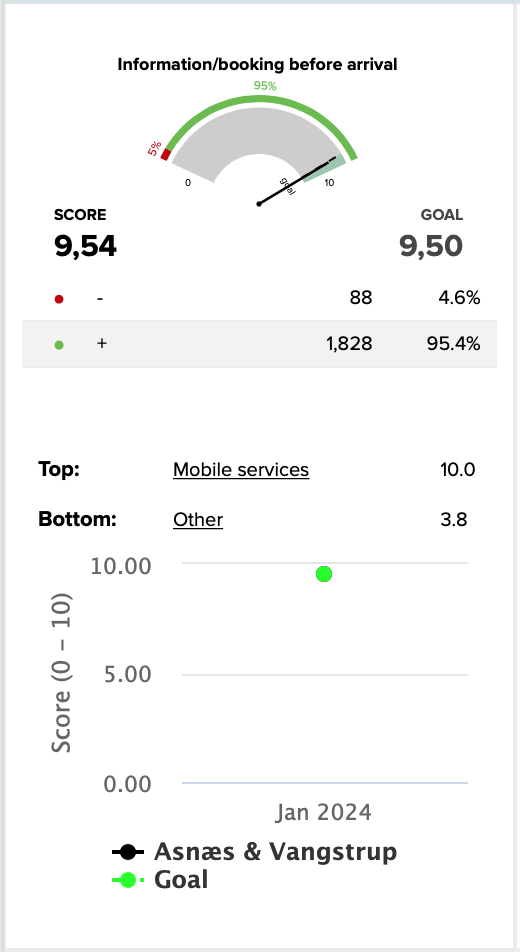 Information/booking before arrival
95%
5%
0
goal
10
SCORE GOAL
9,54 9,50
- 88 4.6%
+ 1,828 95.4%
Top: Mobile services 10.0
Bottom: Other 3.8
10.00
5.00
0.00
Score (0 – 10)
Jan 2024
Asnæs & Vangstrup
Goal